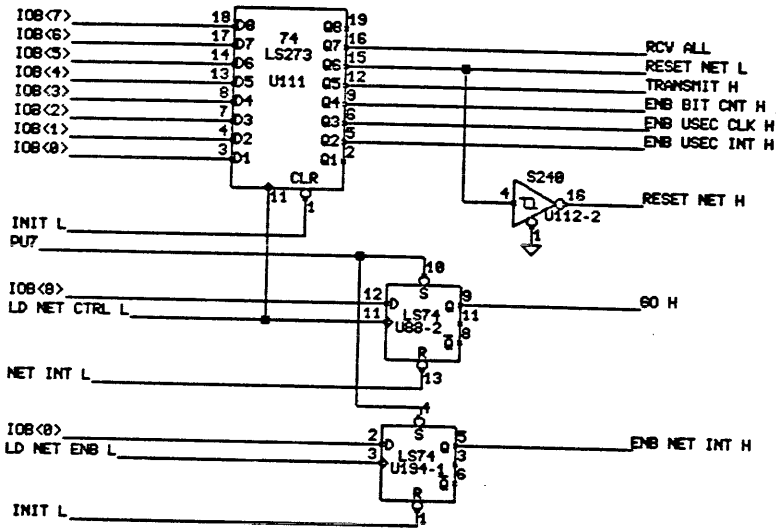 IOB<7> 18 D8 74 Q8 19
IOB<6> 17 D7 LS273 Q7 16 RCV ALL
IOB<5> 14 D6 U111 Q6 15 RESET NET L
IOB<4> 13 D5 Q5 12 TRANSMIT H
IOB<3> 8 D4 Q4 9 ENB BIT CNT H
IOB<2> 7 D3 Q3 6 ENB USEC CLK H
IOB<1> 4 D2 Q2 5 ENB USEC INT H
IOB<0> 3 D1 Q1 2
CLR
11 1
S240
4 16 RESET NET H
U112-2
1
INIT L
PU7
10
S
IOB<8> 12 D Q 9 GO H
LD NET CTRL L 11 LS74 11
U88-2 Q 8
R
NET INT L 13
4
S
IOB<0> 2 D Q 5 ENB NET INT H
LD NET ENB L 3 LS74 3
U194-1 Q 6
R
INIT L 1